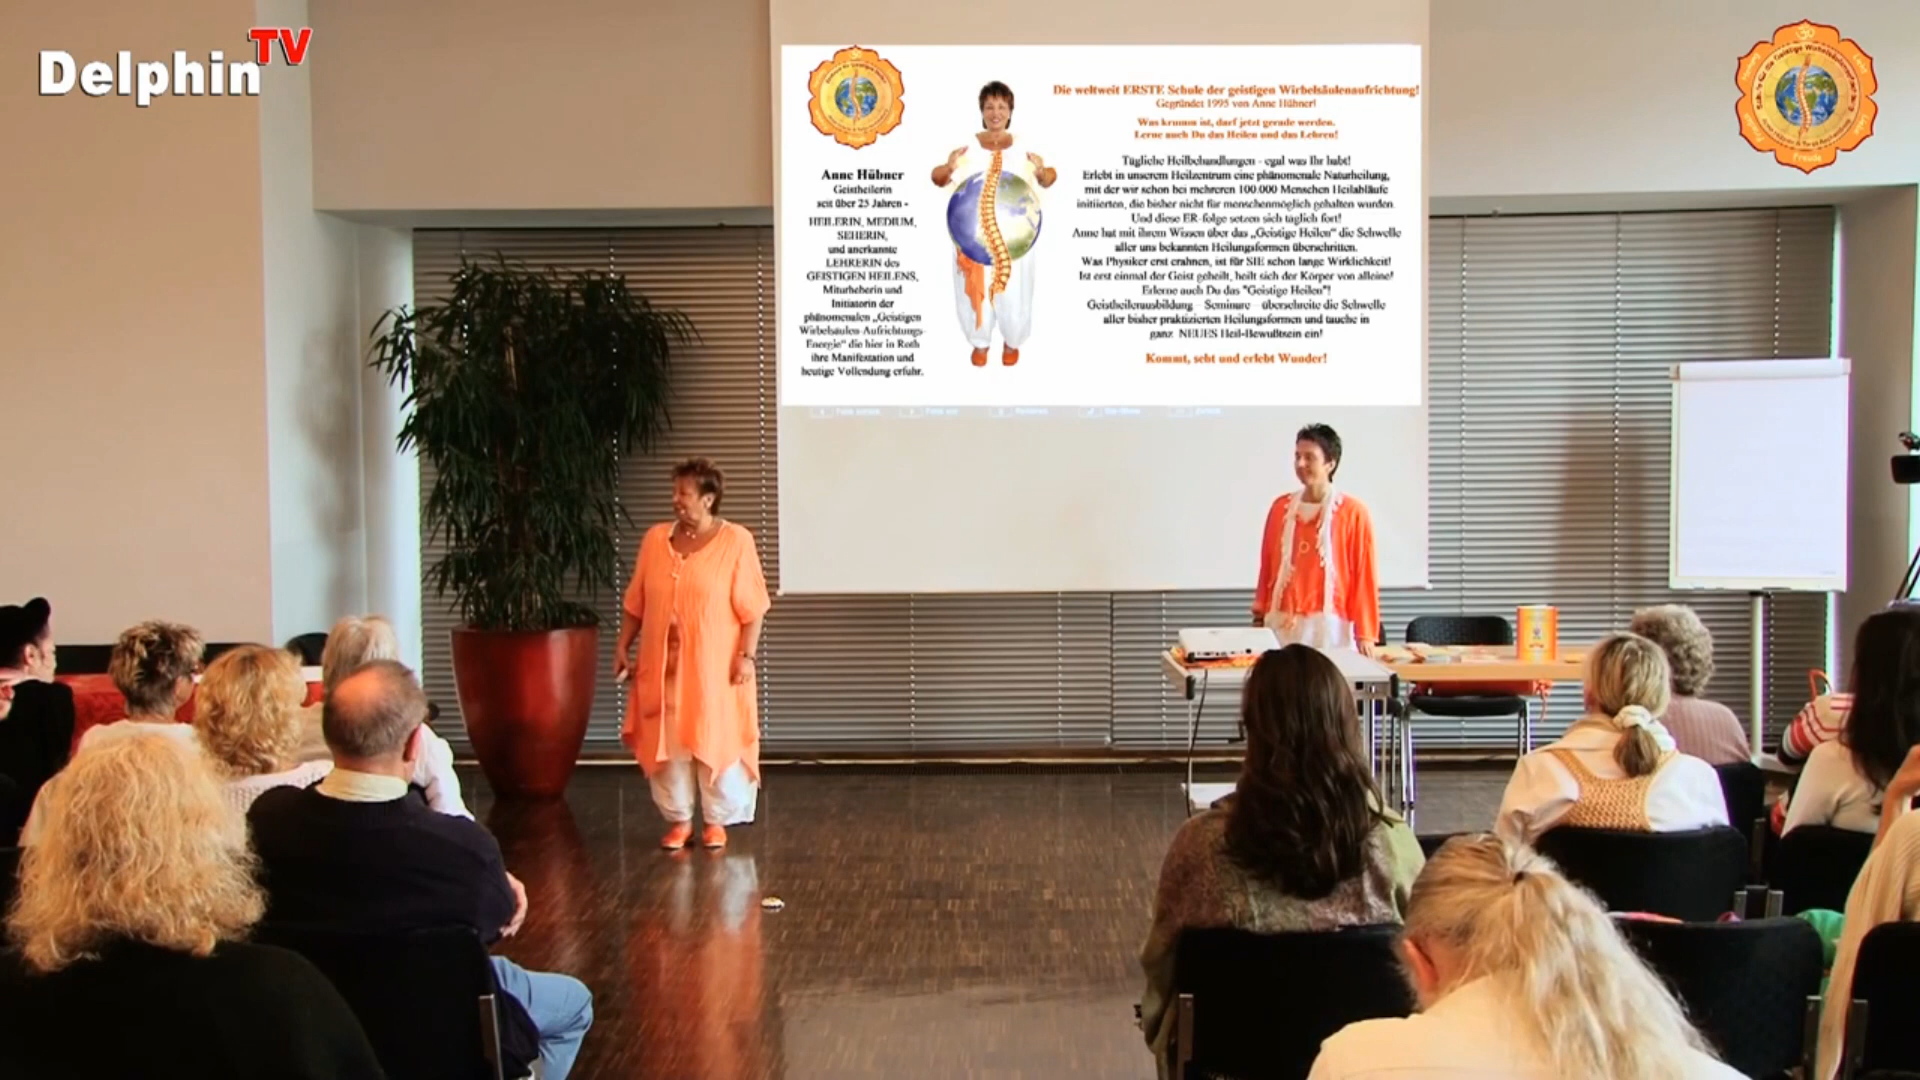 DelphinTV
Die weltweit ERSTE Schule der geistigen Wirbelsäulenaufrichtung!
Gegründet 1995 von Anne Hübner!
Was krumm ist, darf jetzt gerade werden.
Lerne auch Du das Heilen und das Lehren!
Anne Hübner
Geistheilerin
seit über 25 Jahren -
HEILERIN, MEDIUM,
SEHERIN,
und anerkannte
LEHRERIN des
GEISTIGEN HEILENS,
Miturheberin und
Initiatorin der
phänomenalen „Geistigen
Wirbelsäulen-Aufrichtungs-
Energie" die hier in Roth
ihre Manifestation und
heutige Vollendung erfuhr.
Tägliche Heilbehandlungen - egal was Ihr habt!
Erlebt in unserem Heilzentrum eine phänomenale Naturheilung,
mit der wir schon bei mehreren 100.000 Menschen Heilabläufe
initiierten, die bisher nicht für menschenmöglich gehalten wurden.
Und diese ER-folge setzen sich täglich fort!
Anne hat mit ihrem Wissen über das „Geistige Heilen" die Schwelle
aller uns bekannten Heilungsformen überschritten.
Was Physiker erst erahnen, ist für SIE schon lange Wirklichkeit!
Ist erst einmal der Geist geheilt, heilt sich der Körper von alleine!
Erlerne auch Du das "Geistige Heilen"!
Geistheilerausbildung - Seminare - überschreite die Schwelle
aller bisher praktizierten Heilungsformen und tauche in
ganz NEUES Heil-Bewußtsein ein!
Kommt, seht und erlebt Wunder!
Freude